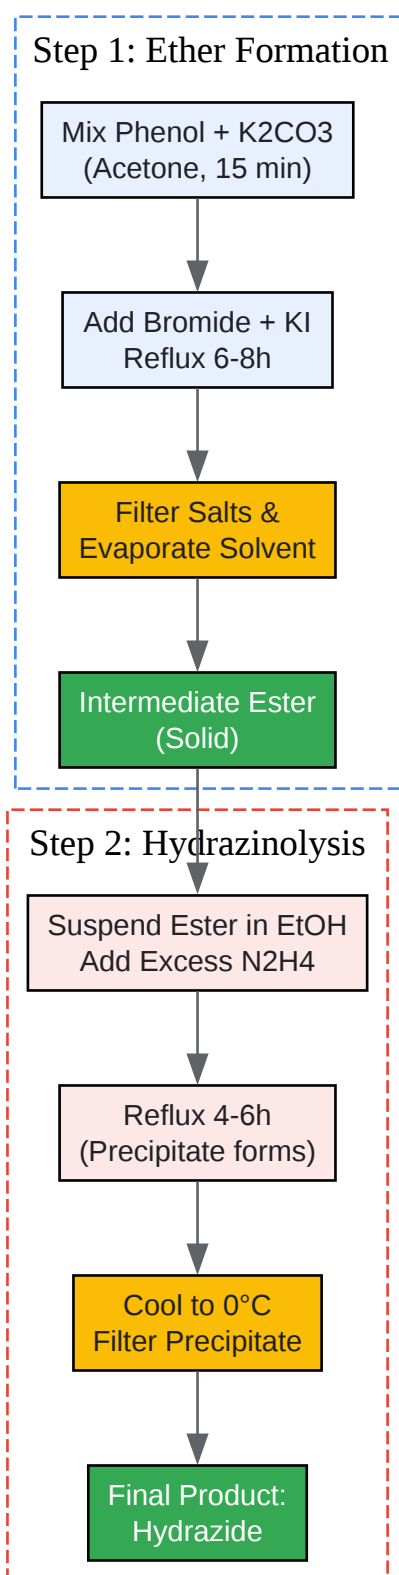 Step 1: Ether Formation
Mix Phenol + K2CO3
(Acetone, 15 min)
Add Bromide + KI
Reflux 6-8h
Filter Salts &
Evaporate Solvent
Intermediate Ester
(Solid)
Step 2: Hydrazinolysis
Suspend Ester in EtOH
Add Excess N2H4
Reflux 4-6h
(Precipitate forms)
Cool to 0°C
Filter Precipitate
Final Product:
Hydrazide